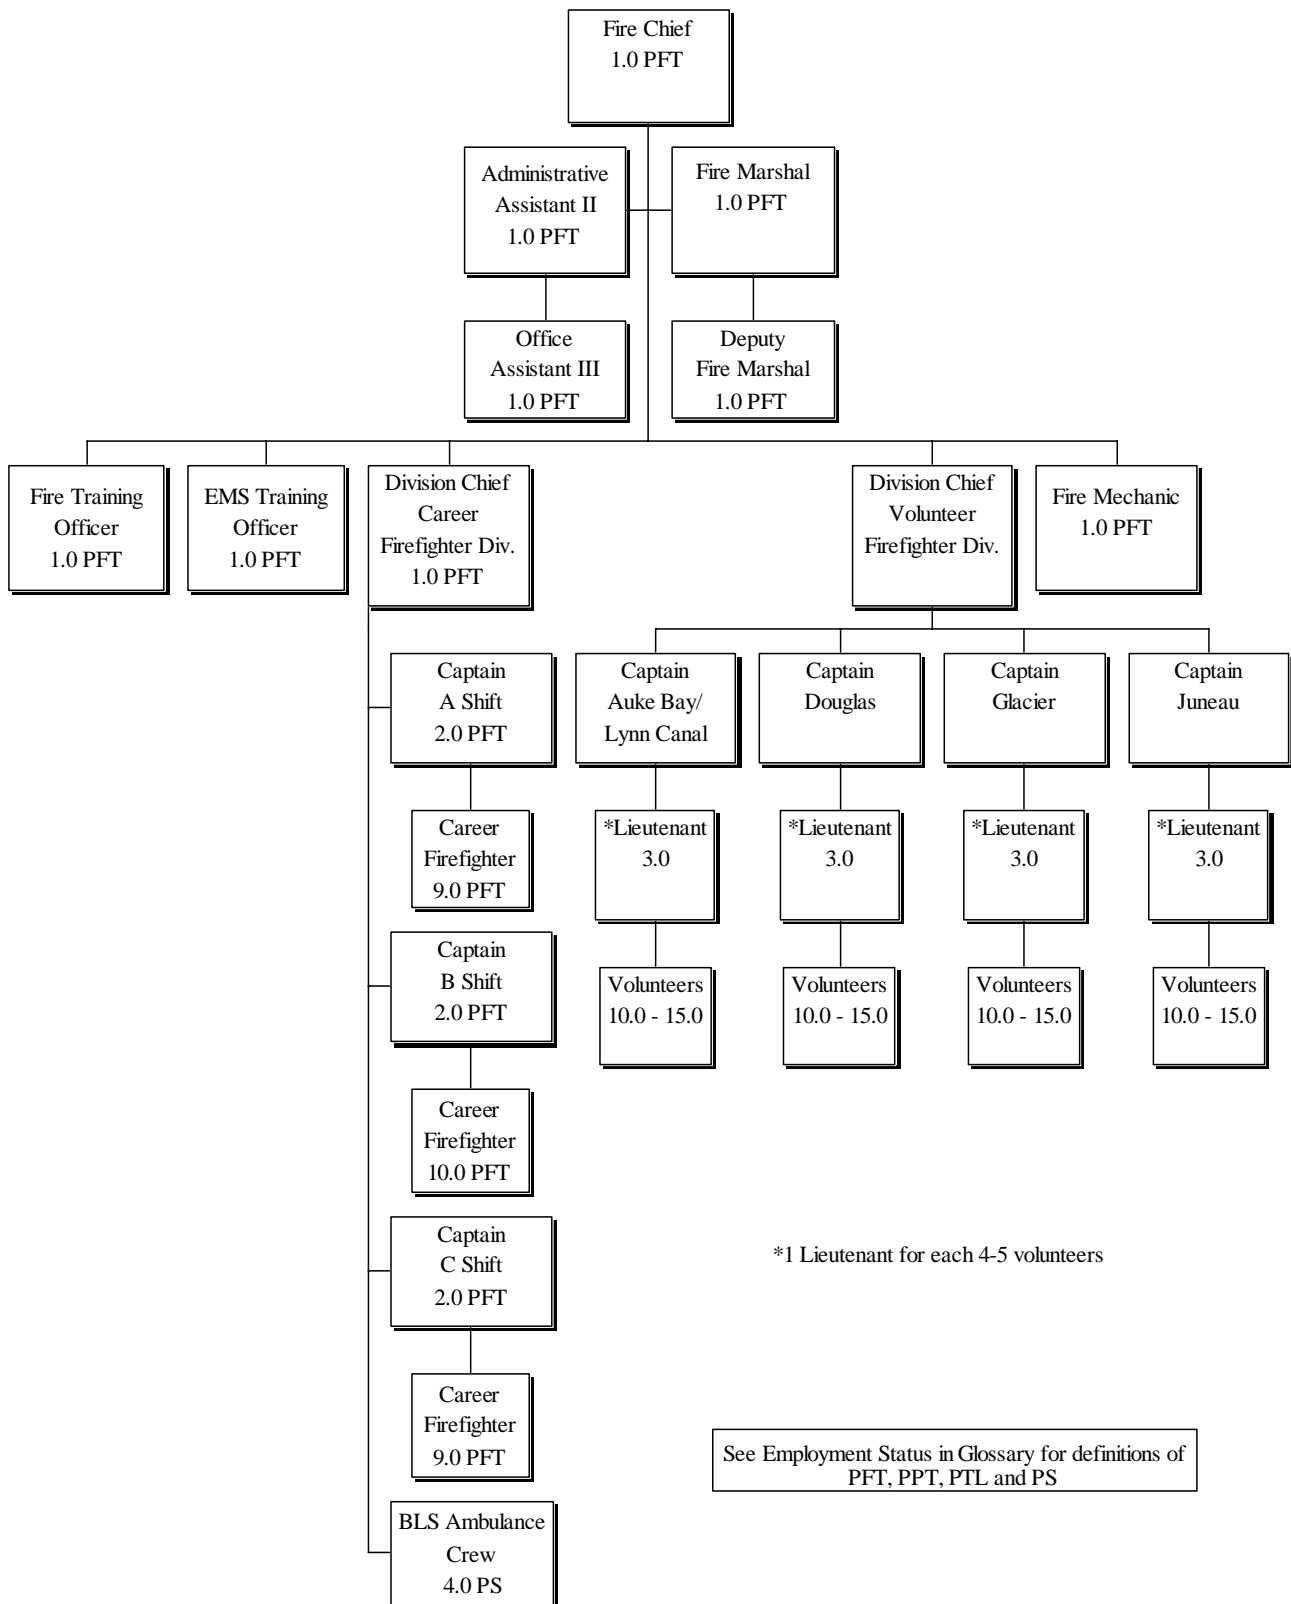 Fire Chief
1.0 PFT
Administrative
Assistant II
1.0 PFT
Fire Marshal
1.0 PFT
Office
Assistant III
1.0 PFT
Deputy
Fire Marshal
1.0 PFT
Fire Training
Officer
1.0 PFT
EMS Training
Officer
1.0 PFT
Division Chief
Career
Firefighter Div.
1.0 PFT
Division Chief
Volunteer
Firefighter Div.
Fire Mechanic
1.0 PFT
Captain
A Shift
2.0 PFT
Captain
Auke Bay/
Lynn Canal
Captain
Douglas
Captain
Glacier
Captain
Juneau
Career
Firefighter
9.0 PFT
*Lieutenant
3.0
*Lieutenant
3.0
*Lieutenant
3.0
*Lieutenant
3.0
Captain
B Shift
2.0 PFT
Volunteers
10.0 - 15.0
Volunteers
10.0 - 15.0
Volunteers
10.0 - 15.0
Volunteers
10.0 - 15.0
Career
Firefighter
10.0 PFT
Captain
C Shift
2.0 PFT
*1 Lieutenant for each 4-5 volunteers
Career
Firefighter
9.0 PFT
See Employment Status in Glossary for definitions of
PFT, PPT, PTL and PS
BLS Ambulance
Crew
4.0 PS